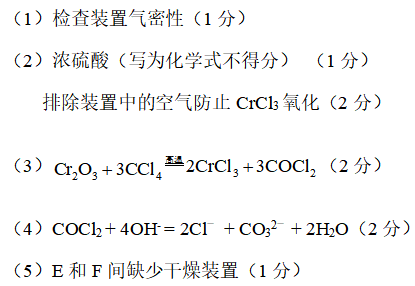 （1）检查装置气密性（1 分）
（2）浓硫酸（写为化学式不得分） （1 分）
排除装置中的空气防止 CrCl₃ 氧化（2 分）
（3）Cr₂O₃ + 3CCl₄ 高温 2CrCl₃ + 3COCl₂（2 分）
（4）COCl₂ + 4OH⁻ = 2Cl⁻ + CO₃²⁻ + 2H₂O（2 分）
（5）E 和 F 间缺少干燥装置（1 分）